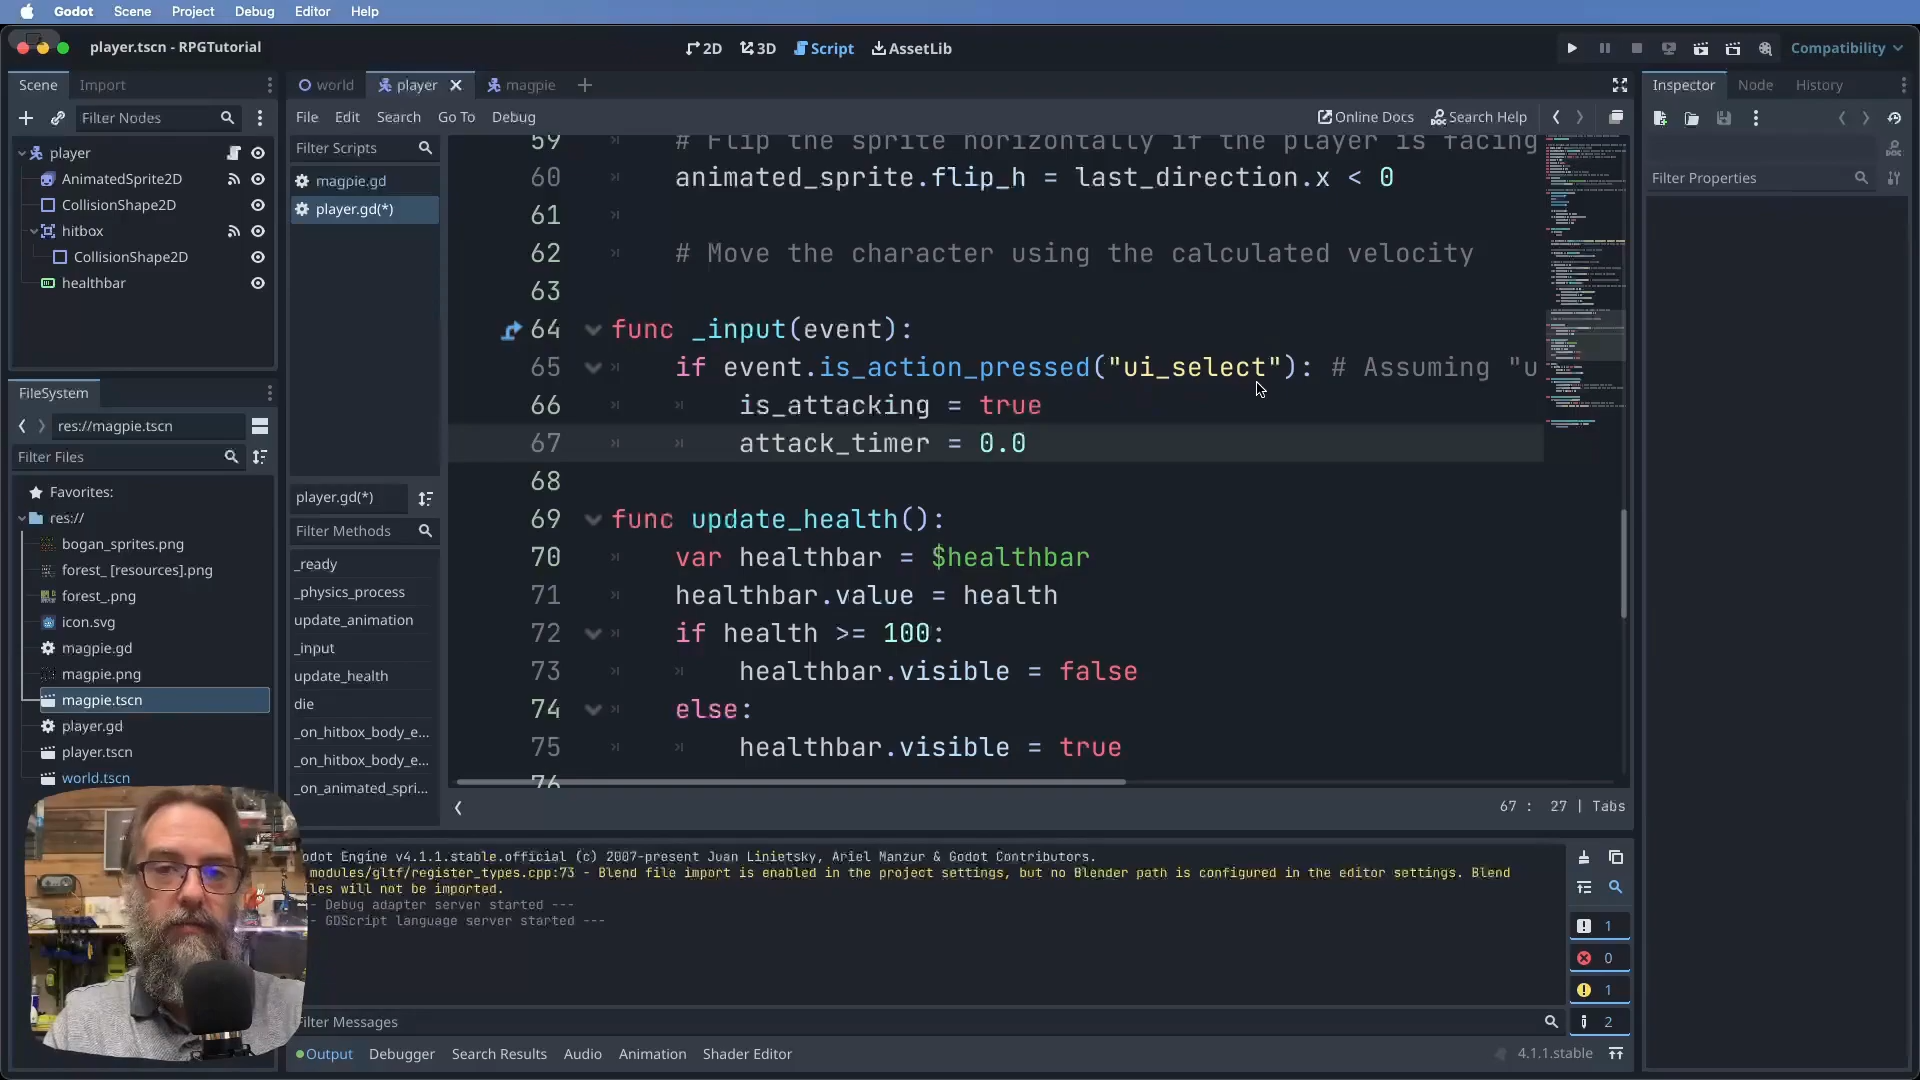 Godot Scene Project Debug Editor Help
player.tscn - RPGTutorial
2D 3D Script AssetLib
Compatibility
Scene Import
world player magpie
Inspector Node History
Filter Nodes
File Edit Search Go To Debug
Online Docs Search Help
player
AnimatedSprite2D
CollisionShape2D
hitbox
CollisionShape2D
healthbar
Filter Scripts
magpie.gd
player.gd(*)
Filter Properties
59 # Flip the sprite horizontally if the player is facing
60 animated_sprite.flip_h = last_direction.x < 0
61
62 # Move the character using the calculated velocity
63
64 func _input(event):
65 if event.is_action_pressed("ui_select"): # Assuming "u
66 is_attacking = true
67 attack_timer = 0.0
68
69 func update_health():
70 var healthbar = $healthbar
71 healthbar.value = health
72 if health >= 100:
73 healthbar.visible = false
74 else:
75 healthbar.visible = true
76
67 : 27 | Tabs
FileSystem
res://magpie.tscn
Filter Files
Favorites:
res://
bogan_sprites.png
forest_ [resources].png
forest_.png
icon.svg
magpie.gd
magpie.png
magpie.tscn
player.gd
player.tscn
world.tscn
player.gd(*)
Filter Methods
_ready
_physics_process
update_animation
_input
update_health
die
_on_hitbox_body_e...
_on_hitbox_body_e...
_on_animated_spri...
odot Engine v4.1.1.stable.official (c) 2007-present Juan Linietsky, Ariel Manzur & Godot Contributors.
modules/gltf/register_types.cpp:73 - Blend file import is enabled in the project settings, but no Blender path is configured in the editor settings. Blend
iles will not be imported.
-- Debug adapter server started ---
-- GDScript language server started ---
1
0
1
2
Filter Messages
Output Debugger Search Results Audio Animation Shader Editor
4.1.1.stable